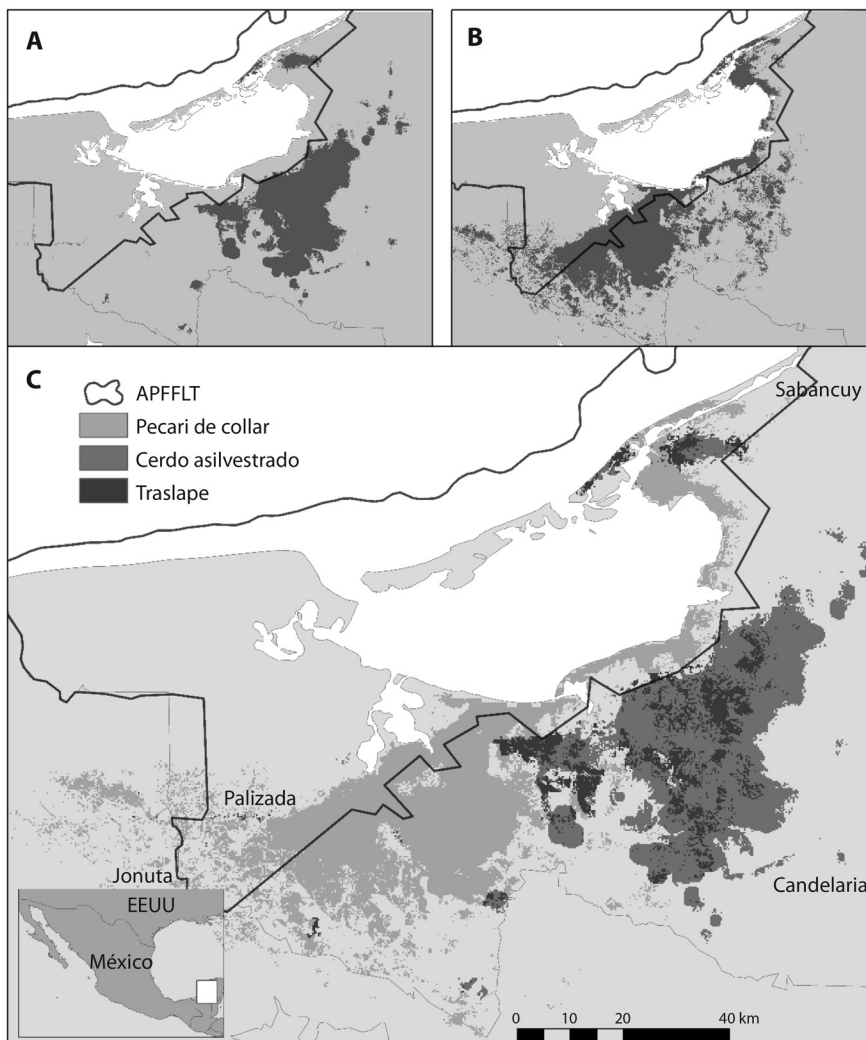 A
B
C
APFFLT
Pecari de collar
Cerdo asilvestrado
Traslape
Sabancuy
Palizada
Jonuta
Candelaria
EEUU
México
0 10 20 40 km